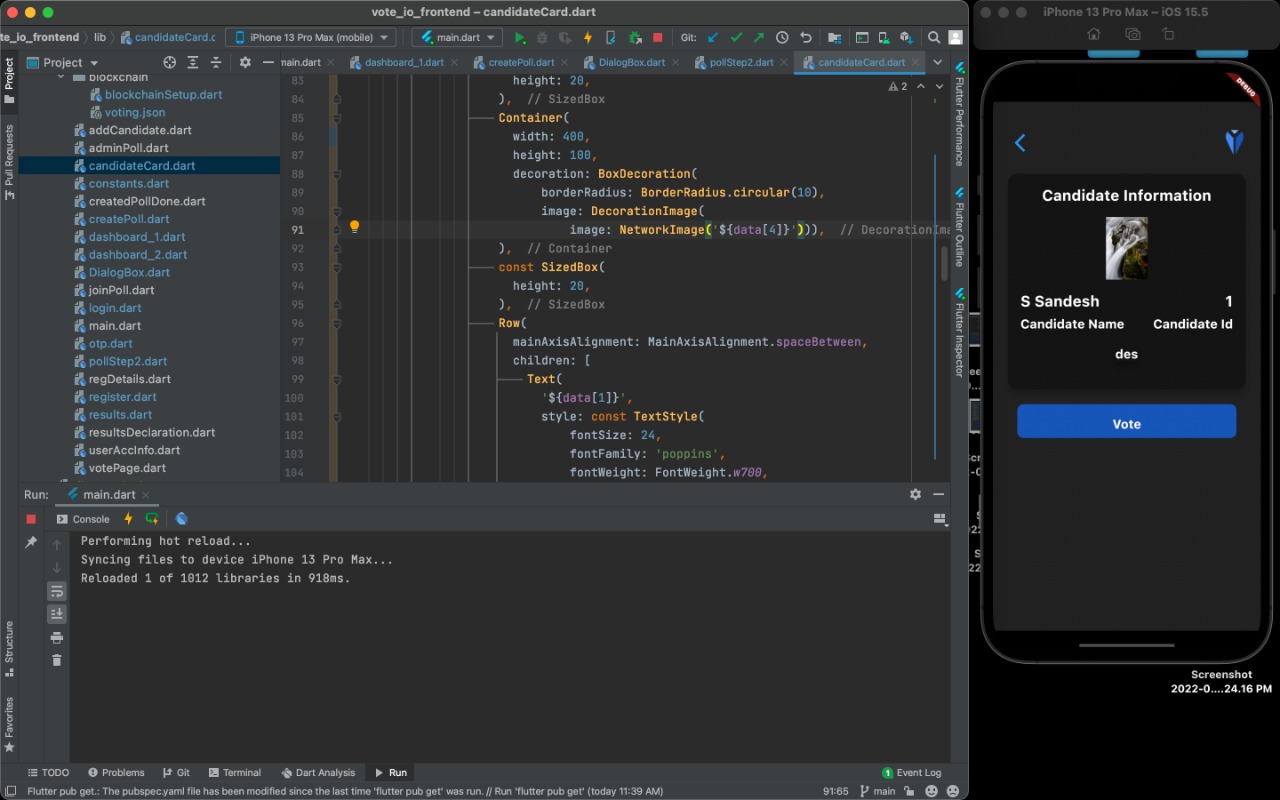 vote_io_frontend – candidateCard.dart
te_io_frontend › lib › candidateCard.c
iPhone 13 Pro Max (mobile)
main.dart
Git:
Project
main.dart
dashboard_1.dart
createPoll.dart
DialogBox.dart
pollStep2.dart
candidateCard.dart
Project
Pull Requests
Structure
Favorites
blockchain
blockchainSetup.dart
voting.json
addCandidate.dart
adminPoll.dart
candidateCard.dart
constants.dart
createdPollDone.dart
createPoll.dart
dashboard_1.dart
dashboard_2.dart
DialogBox.dart
joinPoll.dart
login.dart
main.dart
otp.dart
pollStep2.dart
regDetails.dart
register.dart
results.dart
resultsDeclaration.dart
userAccInfo.dart
votePage.dart
2
83 height: 20,
84 ), // SizedBox
85 Container(
86 width: 400,
87 height: 100,
88 decoration: BoxDecoration(
89 borderRadius: BorderRadius.circular(10),
90 image: DecorationImage(
91 image: NetworkImage('${data[4]}'))), // DecorationIma
92 ), // Container
93 const SizedBox(
94 height: 20,
95 ), // SizedBox
96 Row(
97 mainAxisAlignment: MainAxisAlignment.spaceBetween,
98 children: [
99 Text(
100 '${data[1]}',
101 style: const TextStyle(
102 fontSize: 24,
103 fontFamily: 'poppins',
104 fontWeight: FontWeight.w700,
Flutter Performance
Flutter Outline
Flutter Inspector
Run: main.dart
Console
Performing hot reload...
Syncing files to device iPhone 13 Pro Max...
Reloaded 1 of 1012 libraries in 918ms.
TODO
Problems
Git
Terminal
Dart Analysis
Run
1 Event Log
Flutter pub get.: The pubspec.yaml file has been modified since the last time 'flutter pub get' was run. // Run 'flutter pub get' (today 11:39 AM)
91:65
main
iPhone 13 Pro Max – iOS 15.5
DEBUG
Candidate Information
S Sandesh 1
Candidate Name Candidate Id
des
Vote
Screenshot
2022-0....24.16 PM